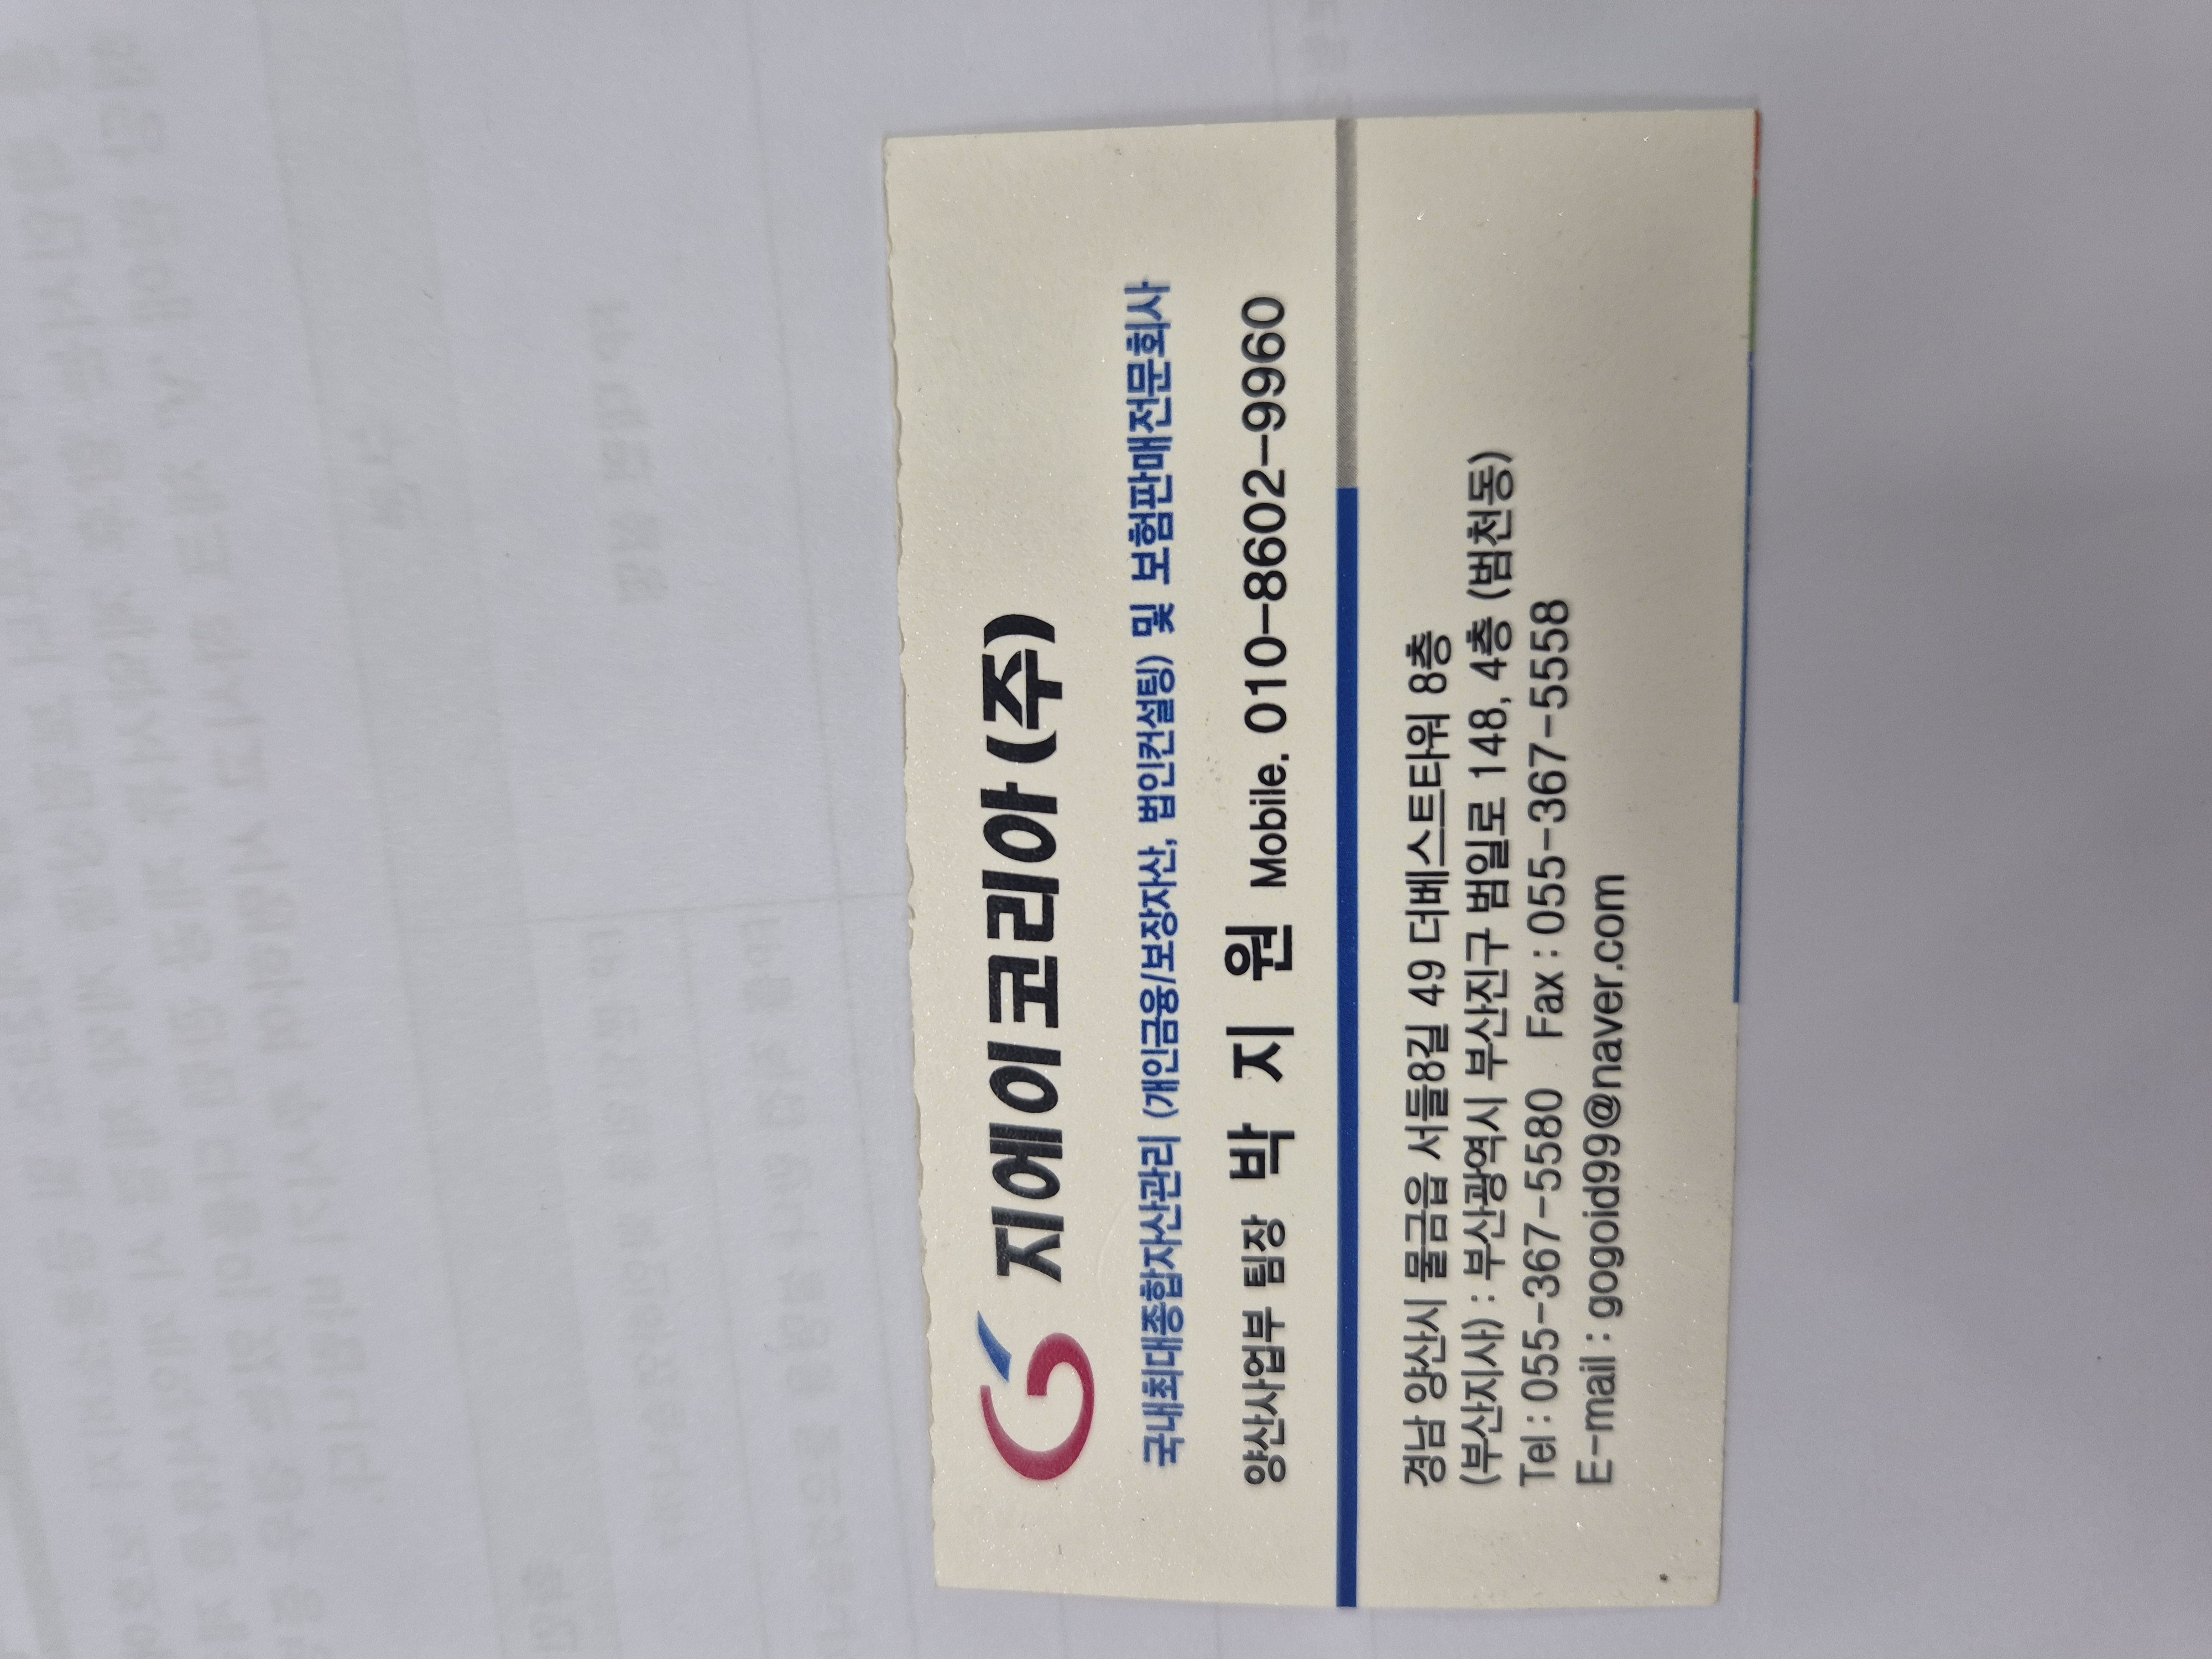 지에이코리아(주)
국내최대종합자산관리 (개인금융/보장자산, 법인컨설팅) 및 보험판매전문회사
양산사업부 팀장 박 지 원 Mobile. 010-8602-9960
경남 양산시 물금읍 서들8길 49 더베스트타워 8층
(부산지사) : 부산광역시 부산진구 범일로 148, 4층 (범천동)
Tel : 055-367-5580 Fax : 055-367-5558
E-mail : gogoid99@naver.com